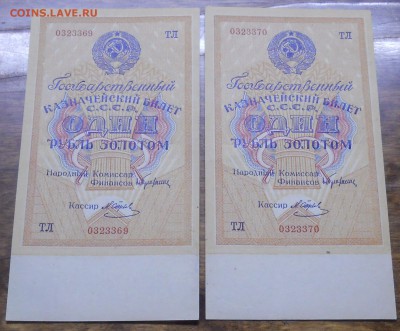 COINS.LAVE.RU
0323369 ТЛ
Государственный
КАЗНАЧЕЙСКИЙ БИЛЕТ
С.С.С.Р.
ОДИН
РУБЛЬ ЗОЛОТОМ
Народный Комиссар
Финансов
Кассир
ТЛ 0323369
0323370 ТЛ
Государственный
КАЗНАЧЕЙСКИЙ БИЛЕТ
С.С.С.Р.
ОДИН
РУБЛЬ ЗОЛОТОМ
Народный Комиссар
Финансов
Кассир
ТЛ 0323370